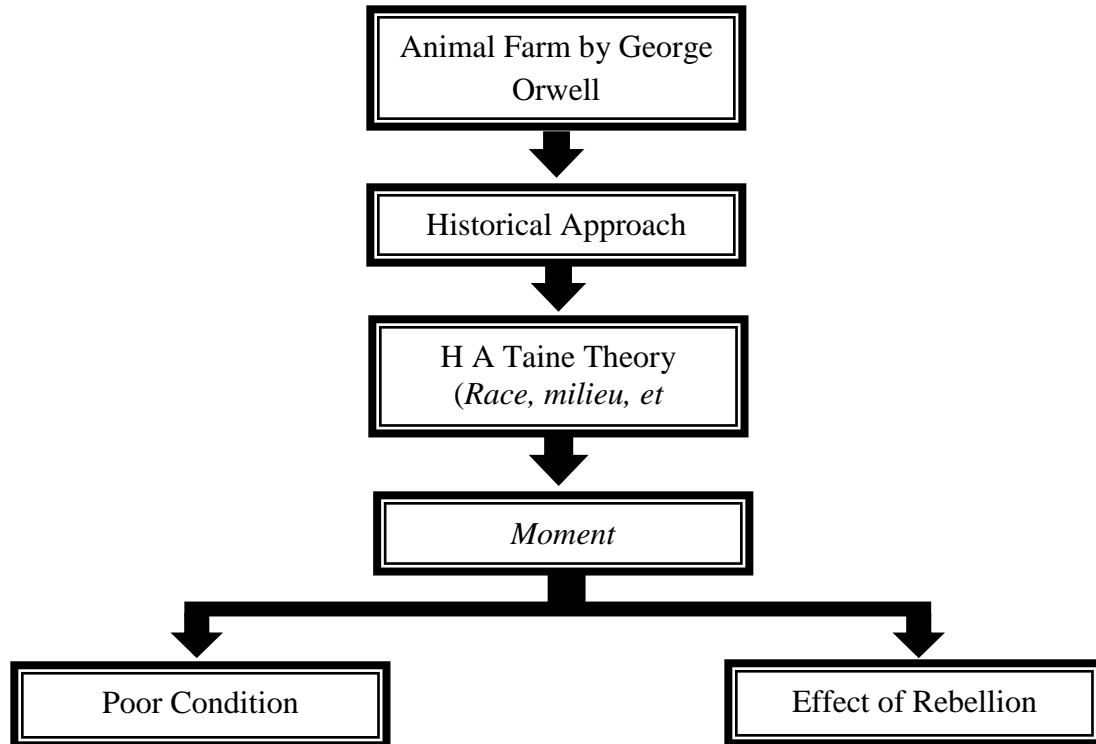 Animal Farm by George
Orwell
Historical Approach
H A Taine Theory
(Race, milieu, et
Moment
Poor Condition
Effect of Rebellion